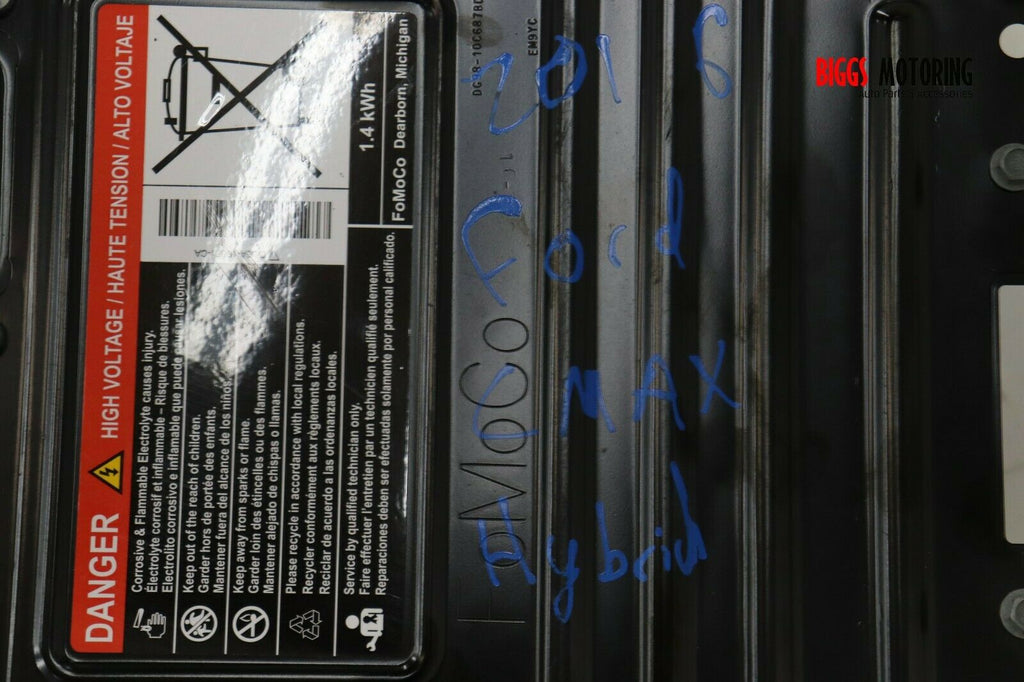 DANGER HIGH VOLTAGE / HAUTE TENSION / ALTO VOLTAJE
Corrosive & Flammable Electrolyte causes injury.
Électrolyte corrosif et inflammable – Risque de blessures.
Electrolito corrosivo e inflamable que puede causar lesiones.
Keep out of the reach of children.
Garder hors de portée des enfants.
Mantener fuera del alcance de los niños.
Keep away from sparks or flame.
Garder loin des étincelles ou des flammes.
Mantener alejado de chispas o llamas.
Please recycle in accordance with local regulations.
Recycler conformément aux règlements locaux.
Reciclar de acuerdo a las ordenanzas locales.
Service by qualified technician only.
Faire effectuer l'entretien par un technicien qualifié seulement.
Reparaciones deben ser efectuadas solamente por personal calificado.
1.4 kWh
FoMoCo Dearborn, Michigan
FoMoCo
EM9YC
2016
Ford
CMAX
Hybrid
BIGGS MOTORING
Auto Parts & Accessories